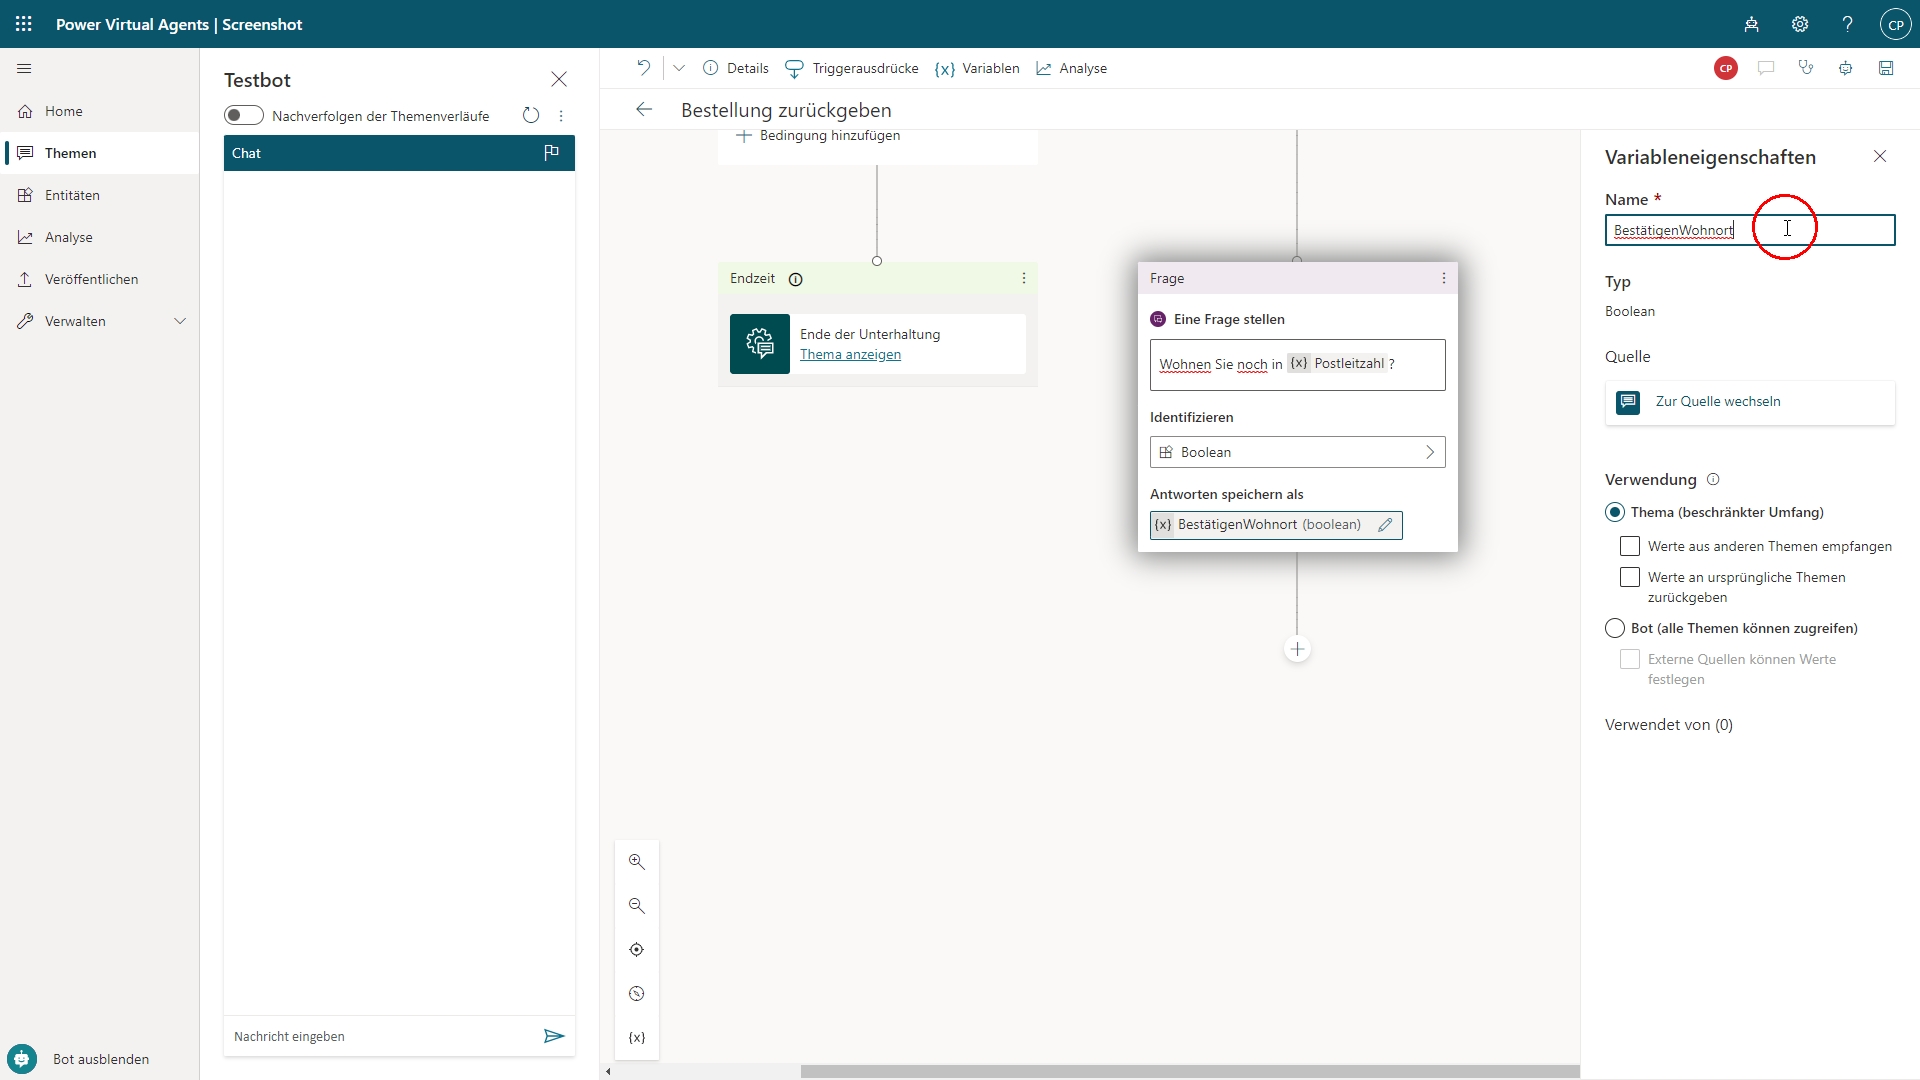 Power Virtual Agents | Screenshot
CP
Home
Themen
Entitäten
Analyse
Veröffentlichen
Verwalten
Bot ausblenden
Testbot
Nachverfolgen der Themenverläufe
Chat
Nachricht eingeben
Details
Triggerausdrücke
{x} Variablen
Analyse
CP
Bestellung zurückgeben
Bedingung hinzufügen
Endzeit
Ende der Unterhaltung
Thema anzeigen
Frage
Eine Frage stellen
Wohnen Sie noch in {x} Postleitzahl ?
Identifizieren
Boolean
Antworten speichern als
{x} BestätigenWohnort (boolean)
{x}
Variableneigenschaften
Name *
BestätigenWohnort
Typ
Boolean
Quelle
Zur Quelle wechseln
Verwendung
Thema (beschränkter Umfang)
Werte aus anderen Themen empfangen
Werte an ursprüngliche Themen
zurückgeben
Bot (alle Themen können zugreifen)
Externe Quellen können Werte
festlegen
Verwendet von (0)